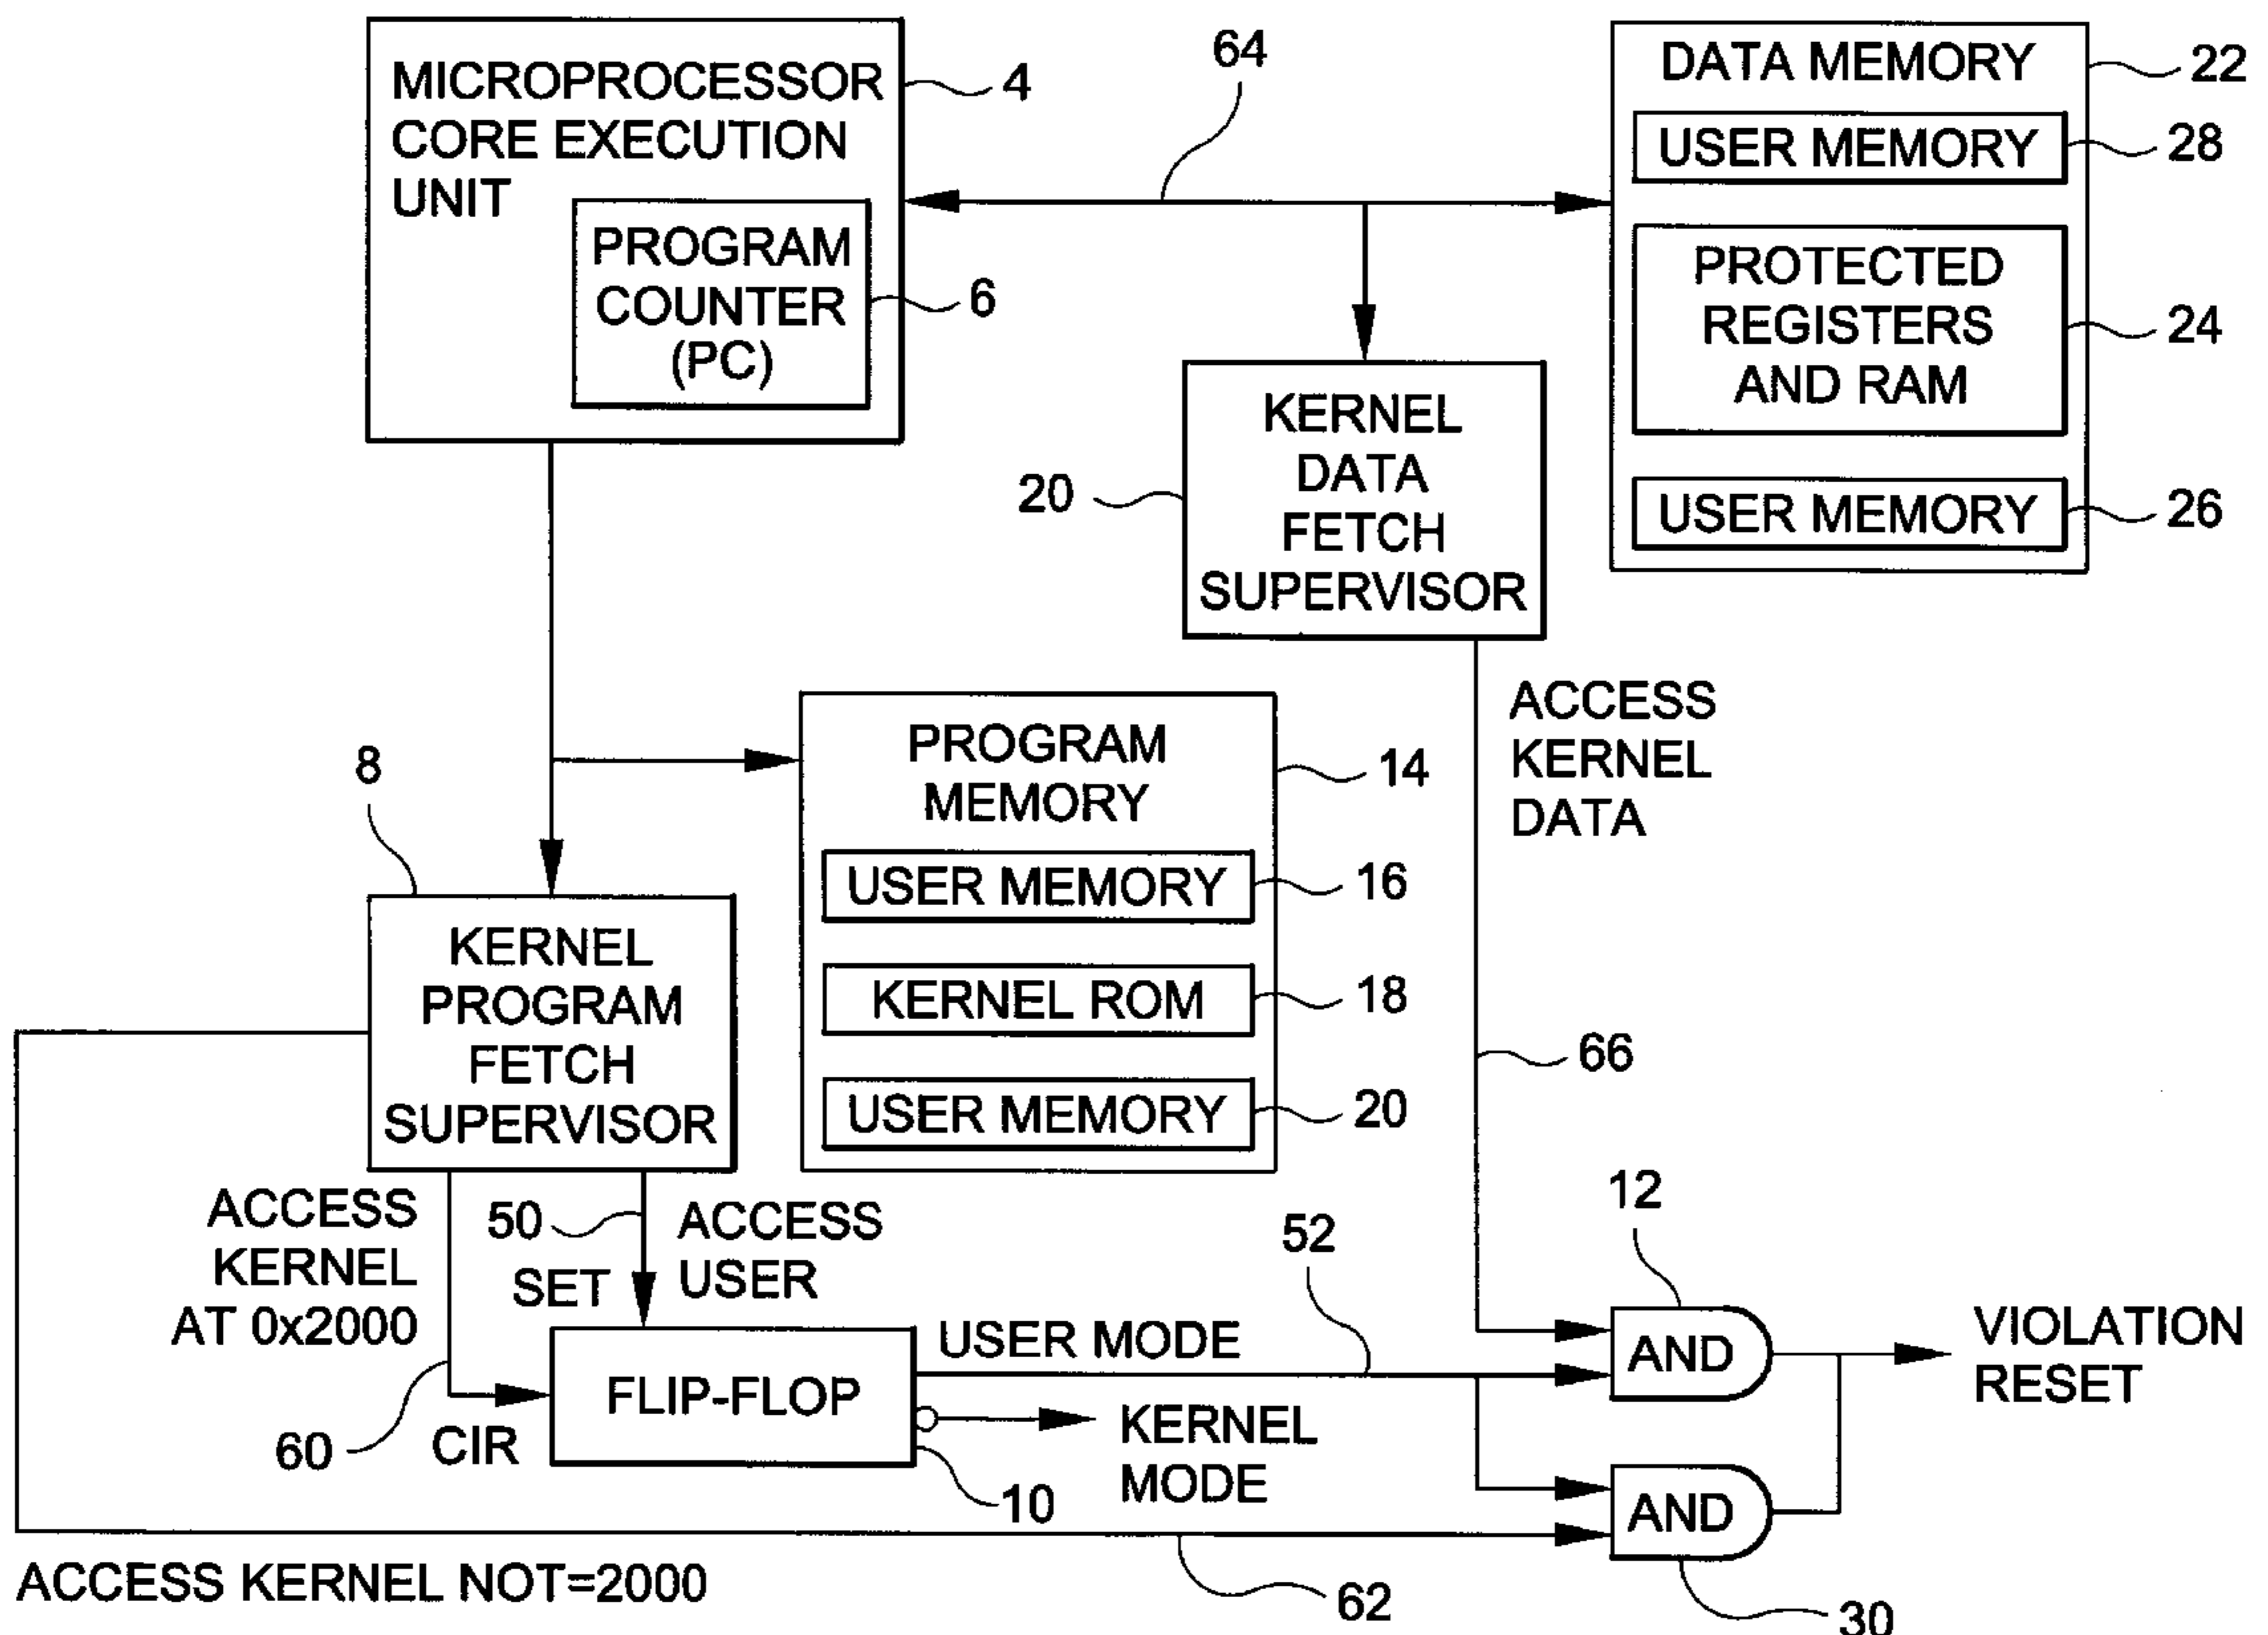 MICROPROCESSOR
CORE EXECUTION
UNIT
4
PROGRAM
COUNTER
(PC)
6
64
DATA MEMORY
22
USER MEMORY
28
PROTECTED
REGISTERS
AND RAM
24
USER MEMORY
26
KERNEL
DATA
FETCH
SUPERVISOR
20
ACCESS
KERNEL
DATA
66
PROGRAM
MEMORY
14
USER MEMORY
16
KERNEL ROM
18
USER MEMORY
20
8
KERNEL
PROGRAM
FETCH
SUPERVISOR
ACCESS
KERNEL
AT 0x2000
60
CIR
50
SET
ACCESS
USER
FLIP-FLOP
10
USER MODE
52
KERNEL
MODE
12
AND
AND
30
VIOLATION
RESET
ACCESS KERNEL NOT=2000
62